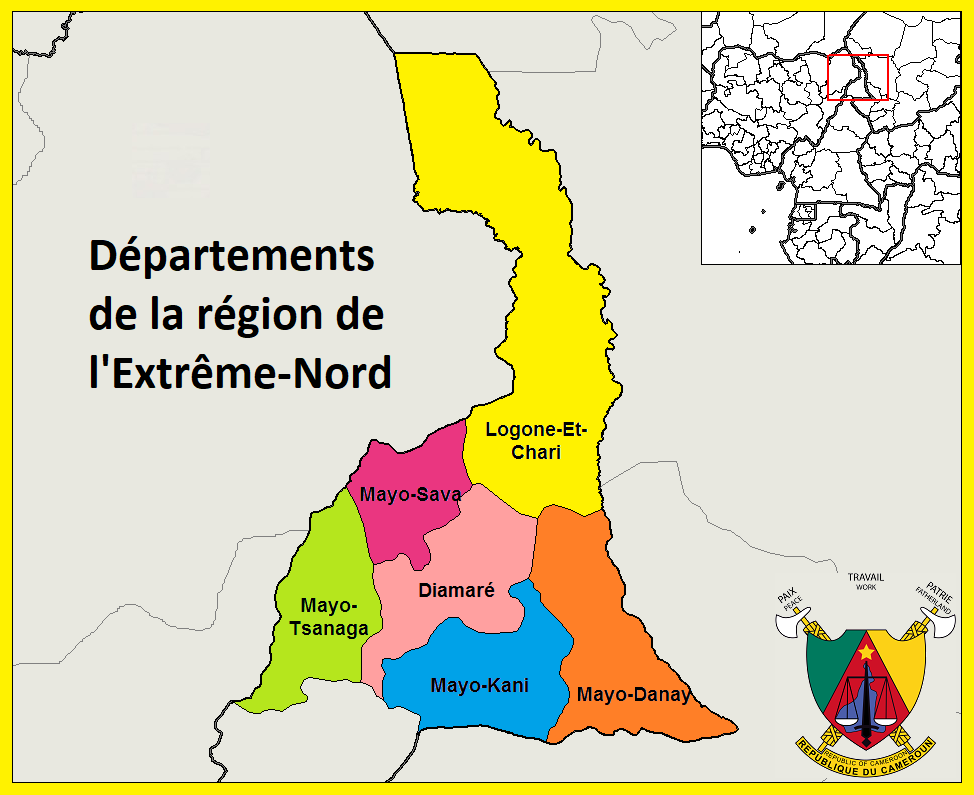 Départements
de la région de
l'Extrême-Nord
Logone-Et-
Chari
Mayo-Sava
Diamaré
Mayo-
Tsanaga
Mayo-Kani
Mayo-Danay
PAIX
PEACE
TRAVAIL
WORK
PATRIE
FATHERLAND
REPUBLIC OF CAMEROON
REPUBLIQUE DU CAMEROUN